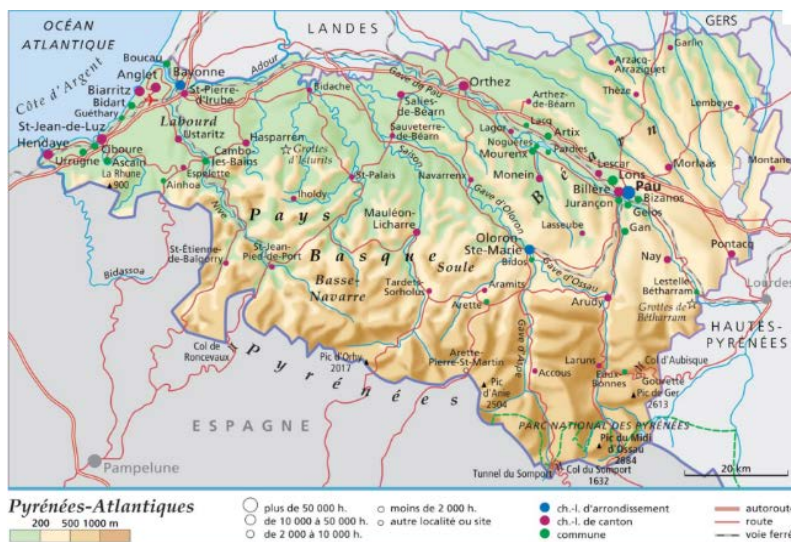 OCÉAN
ATLANTIQUE
LANDES
GERS
Côte d'Argent
Boucau
Anglet
Bayonne
Biarritz
Bidart
Guéthary
St-Pierre-
d'Irube
Adour
Bidache
Gave de Pau
Orthez
Arzacq-
Arraziguet
Garlin
Thèze
Lembeye
Arthez-
de-Béarn
Salies-
de-Béarn
St-Jean-de-Luz
Hendaye
Urrugne
Ciboure
Ascain
La Rhune
900
Labourd
Ustaritz
Hasparren
Cambo-
les-Bains
Grottes
d'Isturits
Sauveterre-
de-Béarn
Saison
Lagor
Lacq
Artix
Noguères
Mourenx
Pardies
Béarn
Lescar
Lons
Morlaas
Montaner
Espelette
Ainhoa
Iholdy
St-Palais
Navarrenx
Gave d'Oloron
Monein
Billère
Pau
Jurançon
Bizanos
Gelos
Gan
Nive
Pays
Basque
Mauléon-
Licharre
Lasseube
Pontacq
Nay
Oloron-
Ste-Marie
Bidos
St-Étienne-
de-Baïgorry
St-Jean-
Pied-de-Port
Soule
Basse-
Navarre
Tardets-
Sorholus
Aramits
Arette
Gave d'Ossau
Arudy
Lestelle-
Bétharram
Grottes de
Bétharram
Lourdes
Bidassoa
HAUTES-
PYRÉNÉES
Col de
Roncevaux
Pyrénées
Pic d'Orhy
2017
Arette-
Pierre-St-Martin
Gave d'Aspe
Accous
Laruns
Eaux-
Bonnes
Col d'Aubisque
Gourette
Pic de Ger
2613
Pic
d'Anie
2504
ESPAGNE
PARC NATIONAL DES PYRÉNÉES
Pic du Midi
d'Ossau
2884
Tunnel du Somport
Col du Somport
1632
Pampelune
20 km
Pyrénées-Atlantiques
200 500 1000 m
plus de 50 000 h.
de 10 000 à 50 000 h.
de 2 000 à 10 000 h.
moins de 2 000 h.
autre localité ou site
ch.-l. d'arrondissement
ch.-l. de canton
commune
autoroute
route
voie ferré